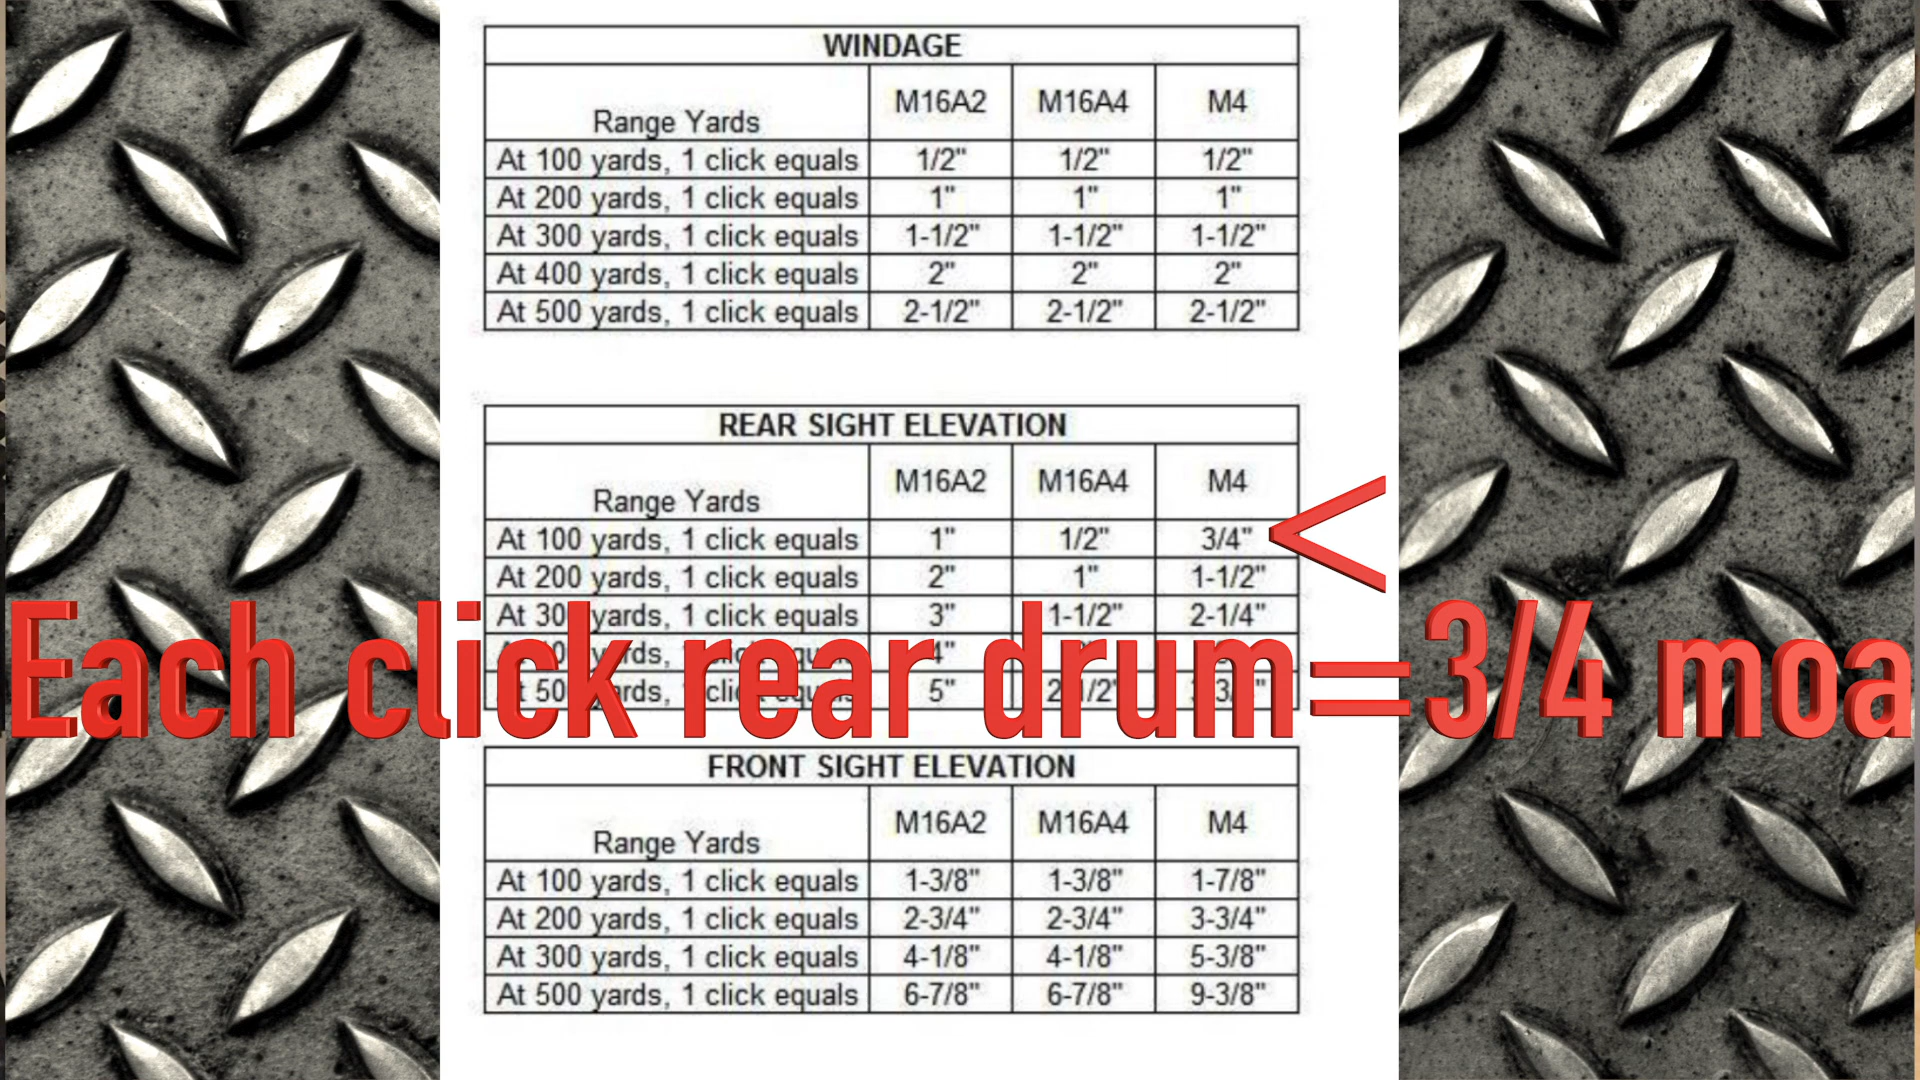 WINDAGE
Range Yards M16A2 M16A4 M4
At 100 yards, 1 click equals 1/2" 1/2" 1/2"
At 200 yards, 1 click equals 1" 1" 1"
At 300 yards, 1 click equals 1-1/2" 1-1/2" 1-1/2"
At 400 yards, 1 click equals 2" 2" 2"
At 500 yards, 1 click equals 2-1/2" 2-1/2" 2-1/2"
REAR SIGHT ELEVATION
Range Yards M16A2 M16A4 M4
At 100 yards, 1 click equals 1" 1/2" 3/4"
<
At 200 yards, 1 click equals 2" 1" 1-1/2"
At 300 yards, 1 click equals 3" 1-1/2" 2-1/4"
4"
5"
Each click rear drum=3/4 moa
FRONT SIGHT ELEVATION
Range Yards M16A2 M16A4 M4
At 100 yards, 1 click equals 1-3/8" 1-3/8" 1-7/8"
At 200 yards, 1 click equals 2-3/4" 2-3/4" 3-3/4"
At 300 yards, 1 click equals 4-1/8" 4-1/8" 5-3/8"
At 500 yards, 1 click equals 6-7/8" 6-7/8" 9-3/8"